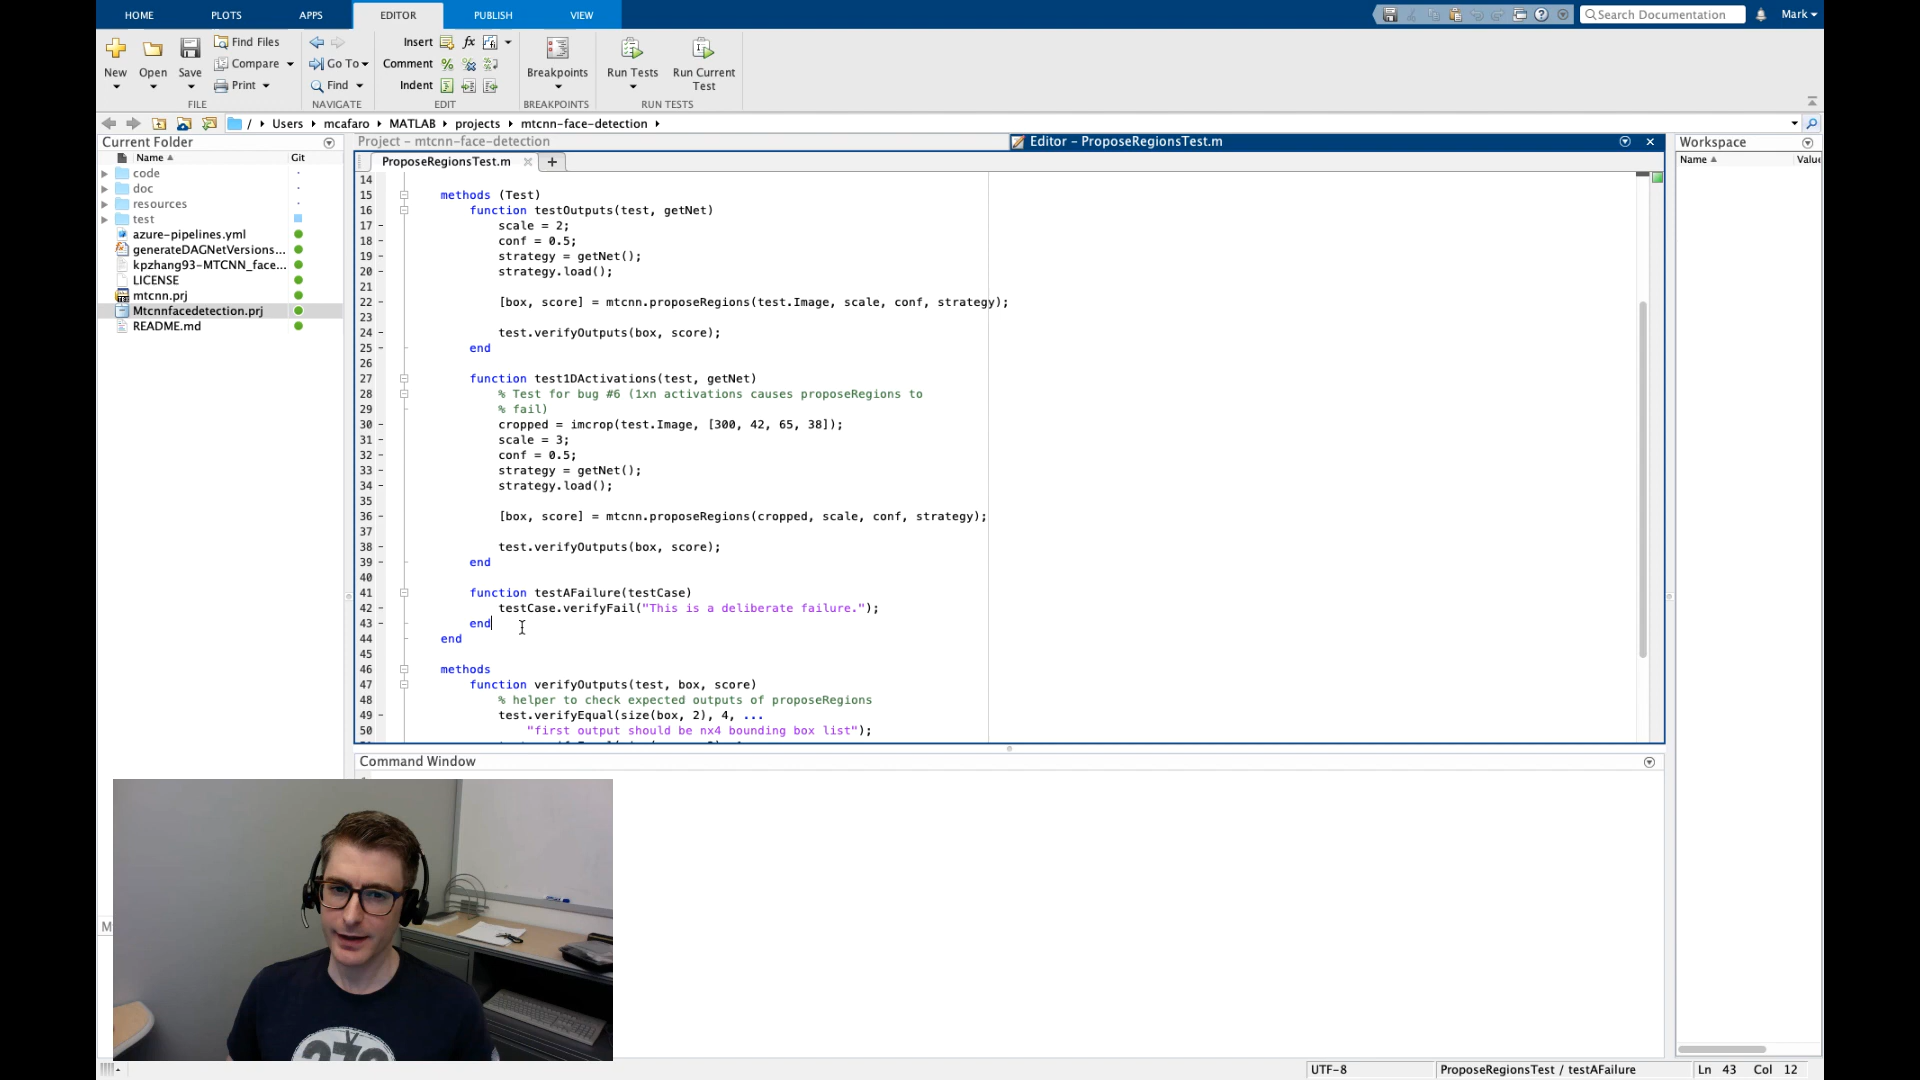 HOME PLOTS APPS EDITOR PUBLISH VIEW
Search Documentation Mark
New Open Save
Find Files
Compare
Print
FILE
Go To
Find
NAVIGATE
Insert
Comment
Indent
EDIT
Breakpoints
BREAKPOINTS
Run Tests
Run Current
Test
RUN TESTS
/ Users mcafaro MATLAB projects mtcnn-face-detection
Current Folder
Name Git
code
doc
resources
test
azure-pipelines.yml
generateDAGNetVersions...
kpzhang93-MTCNN_face...
LICENSE
mtcnn.prj
Mtcnnfacedetection.prj
README.md
Project - mtcnn-face-detection
Editor - ProposeRegionsTest.m
ProposeRegionsTest.m
14
15 methods (Test)
16 function testOutputs(test, getNet)
17 scale = 2;
18 conf = 0.5;
19 strategy = getNet();
20 strategy.load();
21
22 [box, score] = mtcnn.proposeRegions(test.Image, scale, conf, strategy);
23
24 test.verifyOutputs(box, score);
25 end
26
27 function test1DActivations(test, getNet)
28 % Test for bug #6 (1xn activations causes proposeRegions to
29 % fail)
30 cropped = imcrop(test.Image, [300, 42, 65, 38]);
31 scale = 3;
32 conf = 0.5;
33 strategy = getNet();
34 strategy.load();
35
36 [box, score] = mtcnn.proposeRegions(cropped, scale, conf, strategy);
37
38 test.verifyOutputs(box, score);
39 end
40
41 function testAFailure(testCase)
42 testCase.verifyFail("This is a deliberate failure.");
43 end
44 end
45
46 methods
47 function verifyOutputs(test, box, score)
48 % helper to check expected outputs of proposeRegions
49 test.verifyEqual(size(box, 2), 4, ...
50 "first output should be nx4 bounding box list");
Command Window
Workspace
Name Value
UTF-8 ProposeRegionsTest / testAFailure Ln 43 Col 12